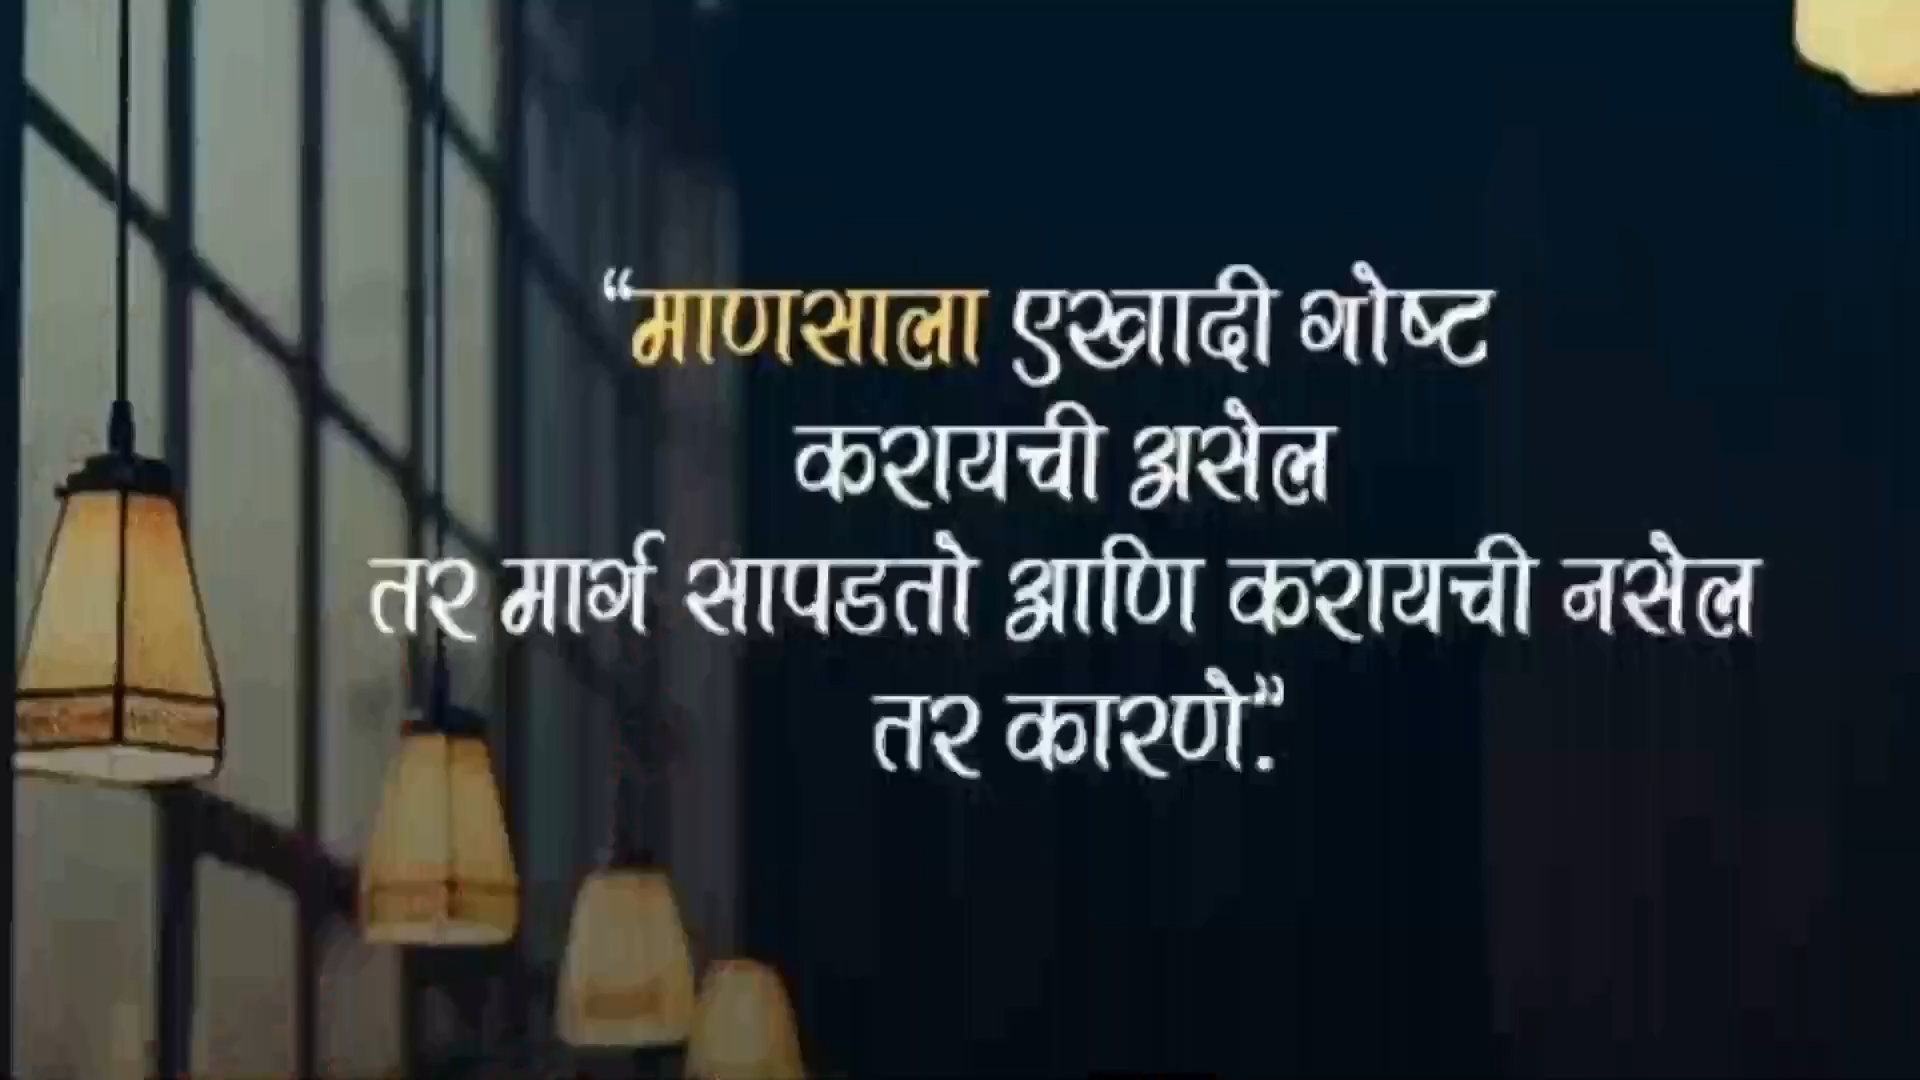 “माणसाला एखादी गोष्ट
करायची असेल
तर मार्ग सापडतो आणि करायची नसेल
तर कारणे”.